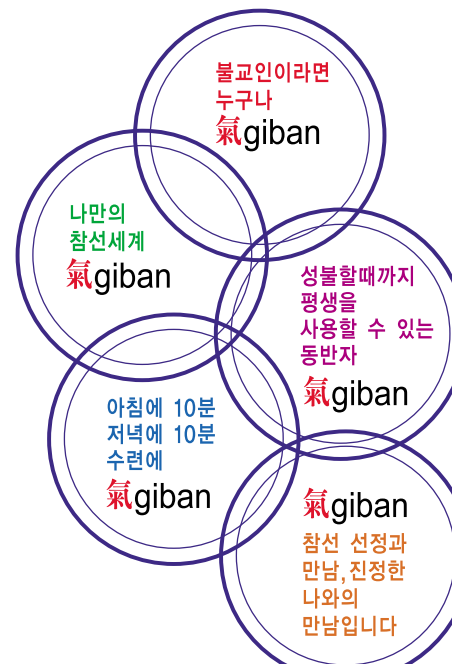 불교인이라면
누구나
氣giban
나만의
참선세계
氣giban
성불할때까지
평생을
사용할 수 있는
동반자
氣giban
아침에 10분
저녁에 10분
수련에
氣giban
氣giban
참선 선정과
만남,진정한
나와의
만남입니다